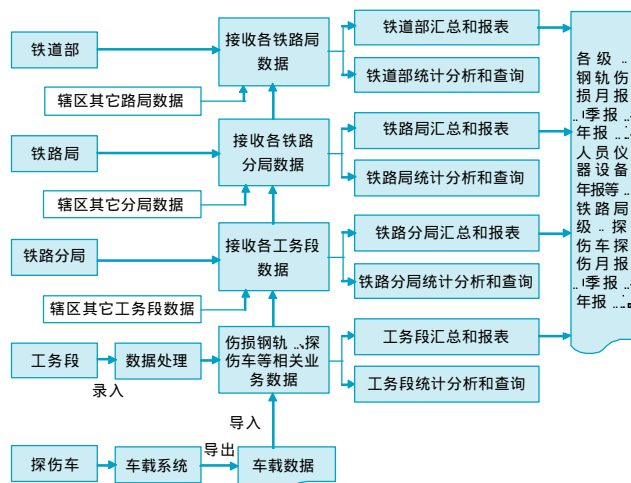 铁道部
接收各铁路局
数据
铁道部汇总和报表
铁道部统计分析和查询
辖区其它路局数据
铁路局
接收各铁路
分局数据
铁路局汇总和报表
铁路局统计分析和查询
辖区其它分局数据
铁路分局
接收各工务段
数据
铁路分局汇总和报表
铁路分局统计分析和查询
辖区其它工务段数据
工务段
录入
数据处理
伤损钢轨 、探
伤车等相关业
务数据
工务段汇总和报表
工务段统计分析和查询
导入
探伤车
车载系统
导出
车载数据
各级
钢轨伤
损月报
季报
年报
人员仪
器设备
年报等
铁路局
级 探
伤车探
伤月报
季报
年报